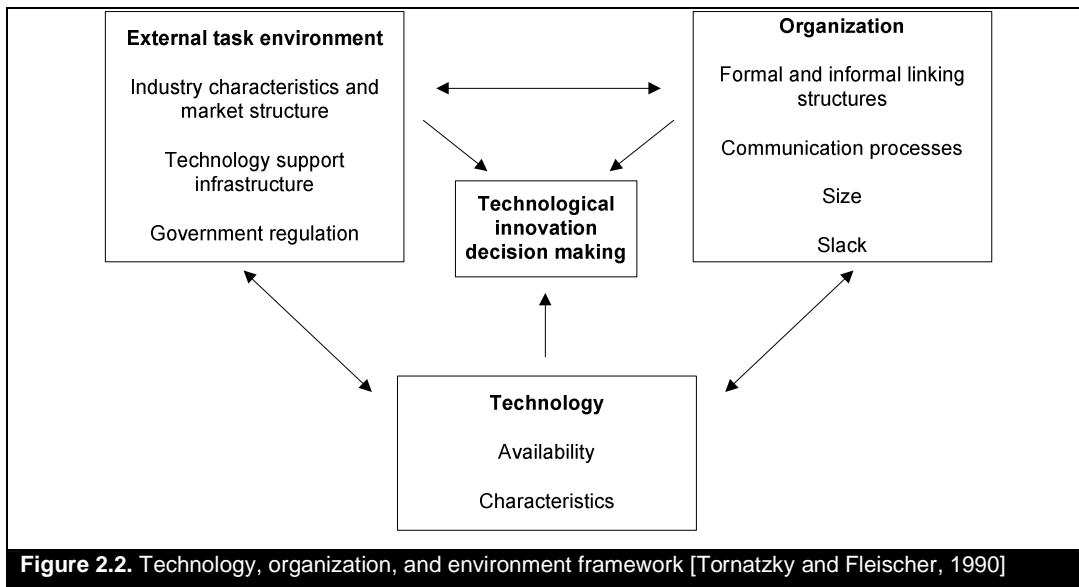 External task environment
Industry characteristics and
market structure
Technology support
infrastructure
Government regulation
Organization
Formal and informal linking
structures
Communication processes
Size
Slack
Technological
innovation
decision making
Technology
Availability
Characteristics
Figure 2.2. Technology, organization, and environment framework [Tornatzky and Fleischer, 1990]